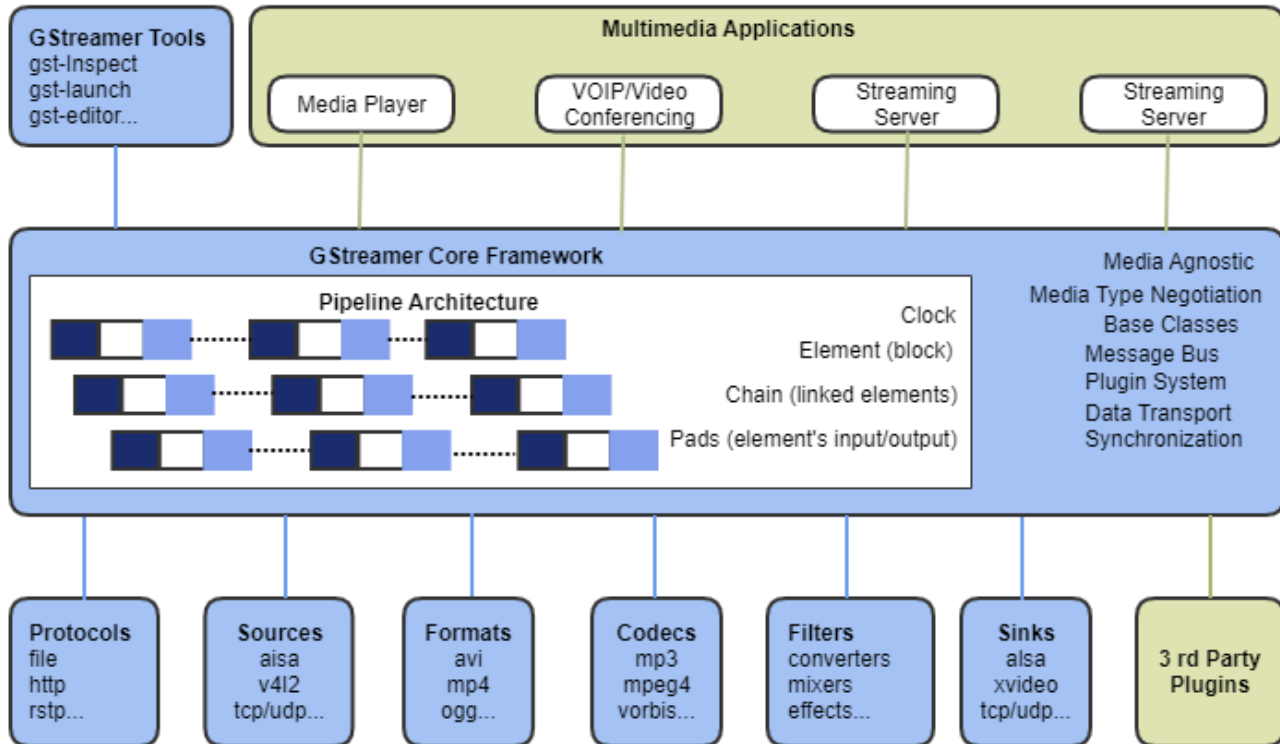 GStreamer Tools
gst-Inspect
gst-launch
gst-editor...
Multimedia Applications
Media Player
VOIP/Video
Conferencing
Streaming
Server
Streaming
Server
GStreamer Core Framework
Pipeline Architecture
Clock
Element (block)
Chain (linked elements)
Pads (element's input/output)
Media Agnostic
Media Type Negotiation
Base Classes
Message Bus
Plugin System
Data Transport
Synchronization
Protocols
file
http
rstp...
Sources
aisa
v4l2
tcp/udp...
Formats
avi
mp4
ogg...
Codecs
mp3
mpeg4
vorbis...
Filters
converters
mixers
effects...
Sinks
alsa
xvideo
tcp/udp...
3 rd Party
Plugins